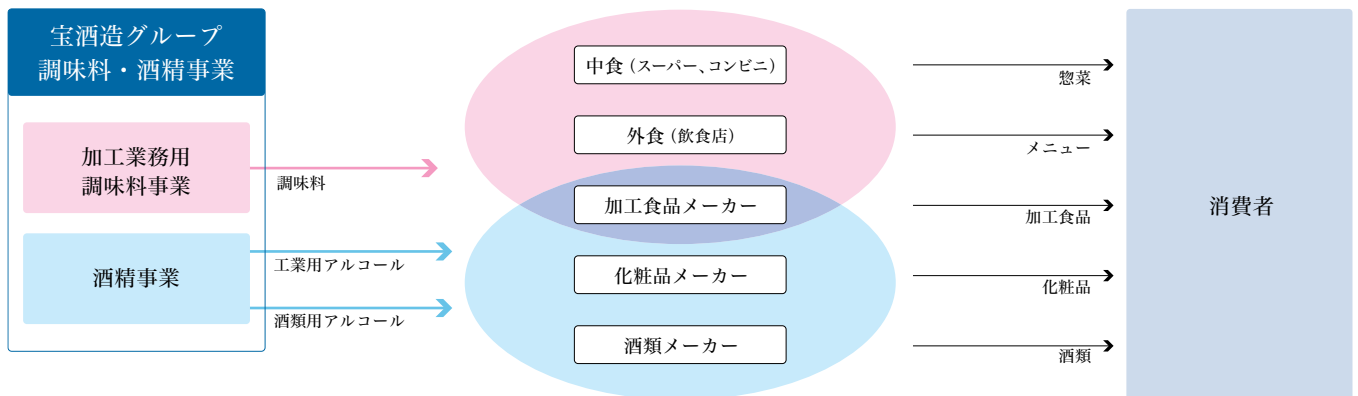 宝酒造グループ
調味料・酒精事業
加工業務用
調味料事業
酒精事業
調味料
工業用アルコール
酒類用アルコール
中食（スーパー、コンビニ）
外食（飲食店）
加工食品メーカー
化粧品メーカー
酒類メーカー
惣菜
メニュー
加工食品
化粧品
酒類
消費者